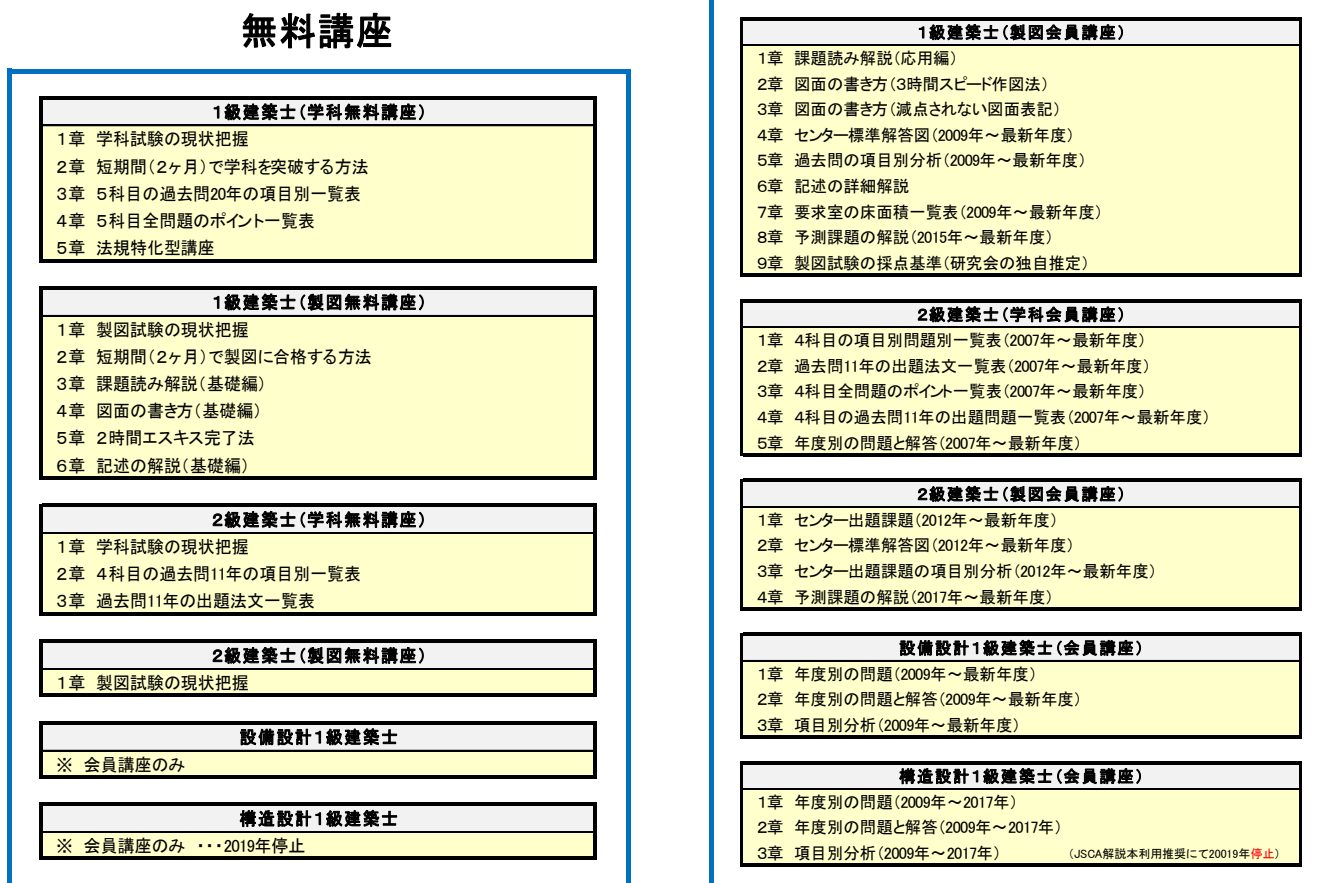 無料講座
1級建築士（学科無料講座）
1章 学科試験の現状把握
2章 短期間（2ヶ月）で学科を突破する方法
3章 5科目の過去問20年の項目別一覧表
4章 5科目全問題のポイント一覧表
5章 法規特化型講座
1級建築士（製図無料講座）
1章 製図試験の現状把握
2章 短期間（2ヶ月）で製図に合格する方法
3章 課題読み解説（基礎編）
4章 図面の書き方（基礎編）
5章 2時間エスキス完了法
6章 記述の解説（基礎編）
2級建築士（学科無料講座）
1章 学科試験の現状把握
2章 4科目の過去問11年の項目別一覧表
3章 過去問11年の出題法文一覧表
2級建築士（製図無料講座）
1章 製図試験の現状把握
設備設計1級建築士
※ 会員講座のみ
構造設計1級建築士
※ 会員講座のみ ・・・2019年停止
1級建築士（製図会員講座）
1章 課題読み解説（応用編）
2章 図面の書き方（3時間スピード作図法）
3章 図面の書き方（減点されない図面表記）
4章 センター標準解答図（2009年～最新年度）
5章 過去問の項目別分析（2009年～最新年度）
6章 記述の詳細解説
7章 要求室の床面積一覧表（2009年～最新年度）
8章 予測課題の解説（2015年～最新年度）
9章 製図試験の採点基準（研究会の独自推定）
2級建築士（学科会員講座）
1章 4科目の項目別問題別一覧表（2007年～最新年度）
2章 過去問11年の出題法文一覧表（2007年～最新年度）
3章 4科目全問題のポイント一覧表（2007年～最新年度）
4章 4科目の過去問11年の出題問題一覧表（2007年～最新年度）
5章 年度別の問題と解答（2007年～最新年度）
2級建築士（製図会員講座）
1章 センター出題課題（2012年～最新年度）
2章 センター標準解答図（2012年～最新年度）
3章 センター出題課題の項目別分析（2012年～最新年度）
4章 予測課題の解説（2017年～最新年度）
設備設計1級建築士（会員講座）
1章 年度別の問題（2009年～最新年度）
2章 年度別の問題と解答（2009年～最新年度）
3章 項目別分析（2009年～最新年度）
構造設計1級建築士（会員講座）
1章 年度別の問題（2009年～2017年）
2章 年度別の問題と解答（2009年～2017年）
3章 項目別分析（2009年～2017年） （JSCA解説本利用推奨にて20019年停止）